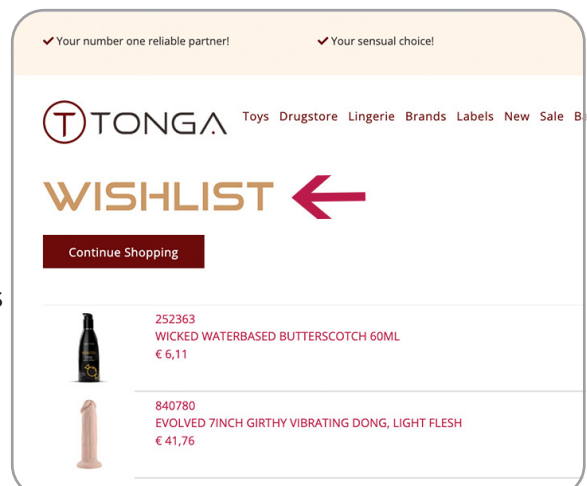 ✔ Your number one reliable partner! ✔ Your sensual choice!
T TONGA Toys Drugstore Lingerie Brands Labels New Sale
WISHLIST
Continue Shopping
S
252363
WICKED WATERBASED BUTTERSCOTCH 60ML
€ 6,11
840780
EVOLVED 7INCH GIRTHY VIBRATING DONG, LIGHT FLESH
€ 41,76